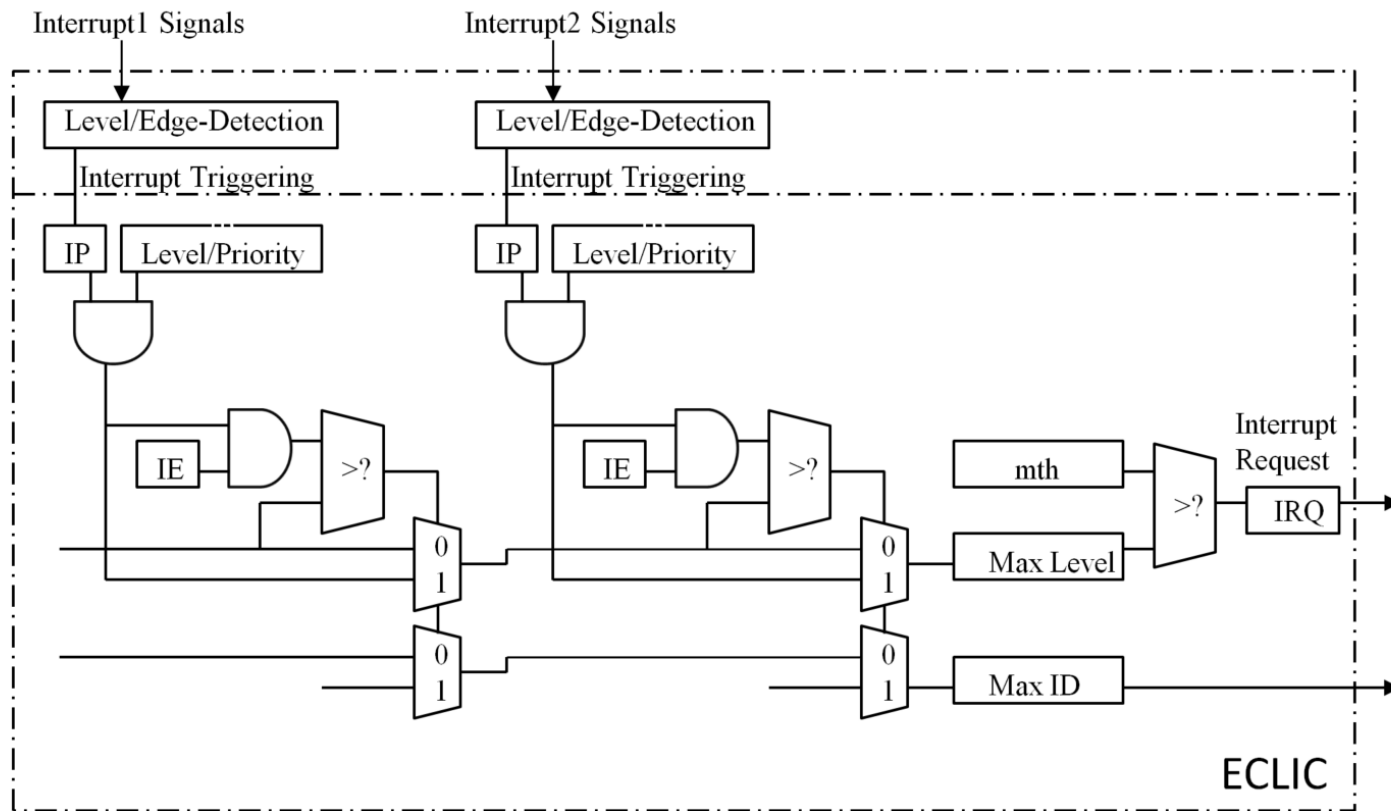 Interrupt1 Signals
Interrupt2 Signals
Level/Edge-Detection
Level/Edge-Detection
Interrupt Triggering
Interrupt Triggering
IP
Level/Priority
IP
Level/Priority
IE
>?
IE
>?
mth
>?
Interrupt
Request
IRQ
0
1
0
1
Max Level
0
1
0
1
Max ID
ECLIC